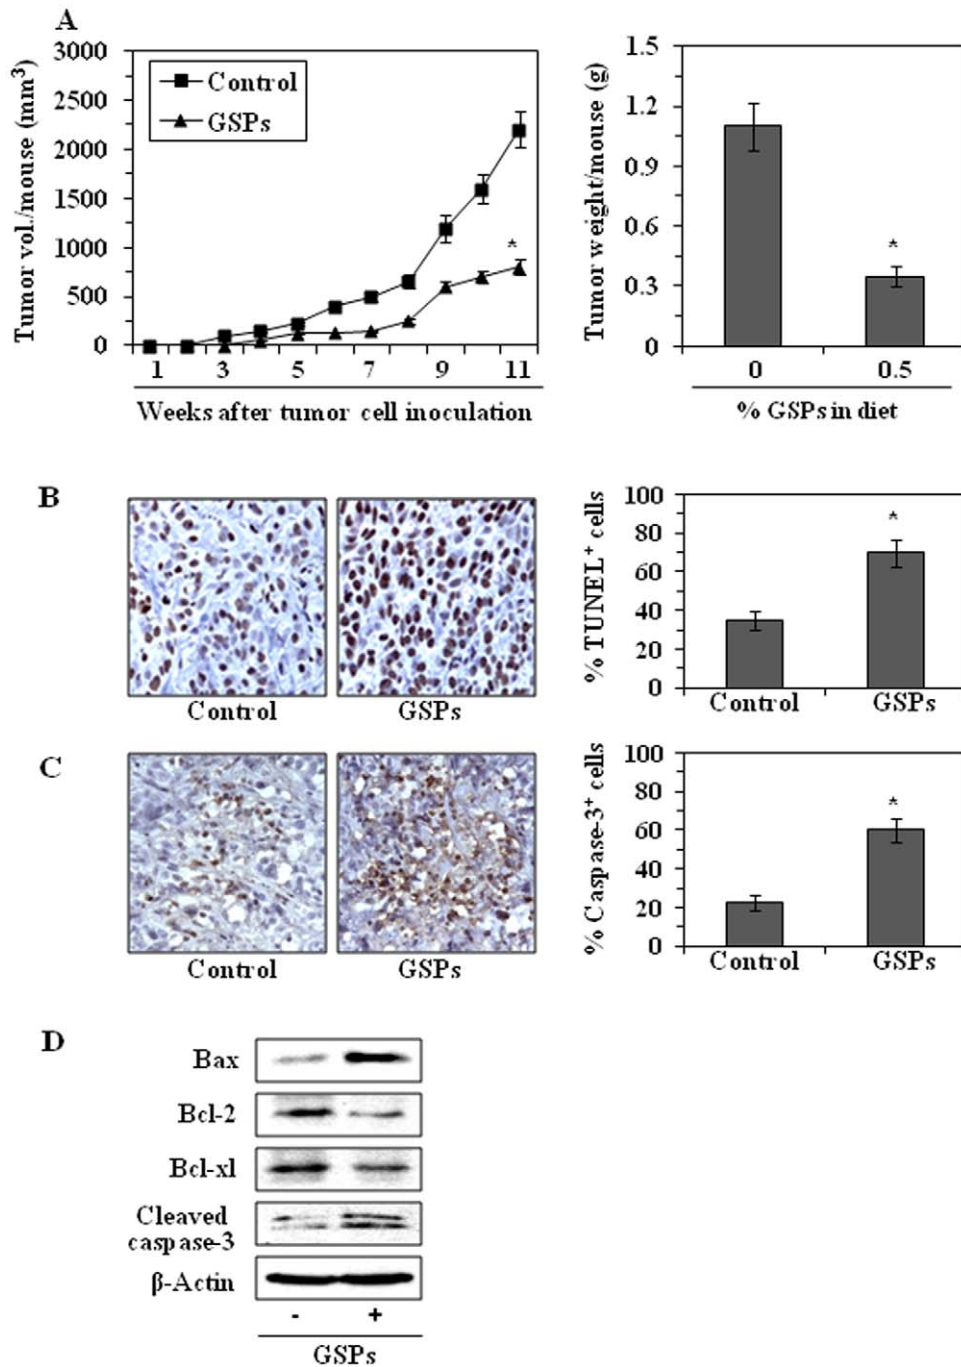 A
Tumor vol./mouse (mm³)
3000
2500
2000
1500
1000
500
0
Control
GSPs
*
1 3 5 7 9 11
Weeks after tumor cell inoculation
Tumor weight/mouse (g)
1.5
1.2
0.9
0.6
0.3
0
*
0 0.5
% GSPs in diet
B
Control GSPs
% TUNEL⁺ cells
100
80
60
40
20
0
*
Control GSPs
C
Control GSPs
% Caspase-3⁺ cells
100
80
60
40
20
0
*
Control GSPs
D
Bax
Bcl-2
Bcl-xl
Cleaved
caspase-3
β-Actin
- +
GSPs